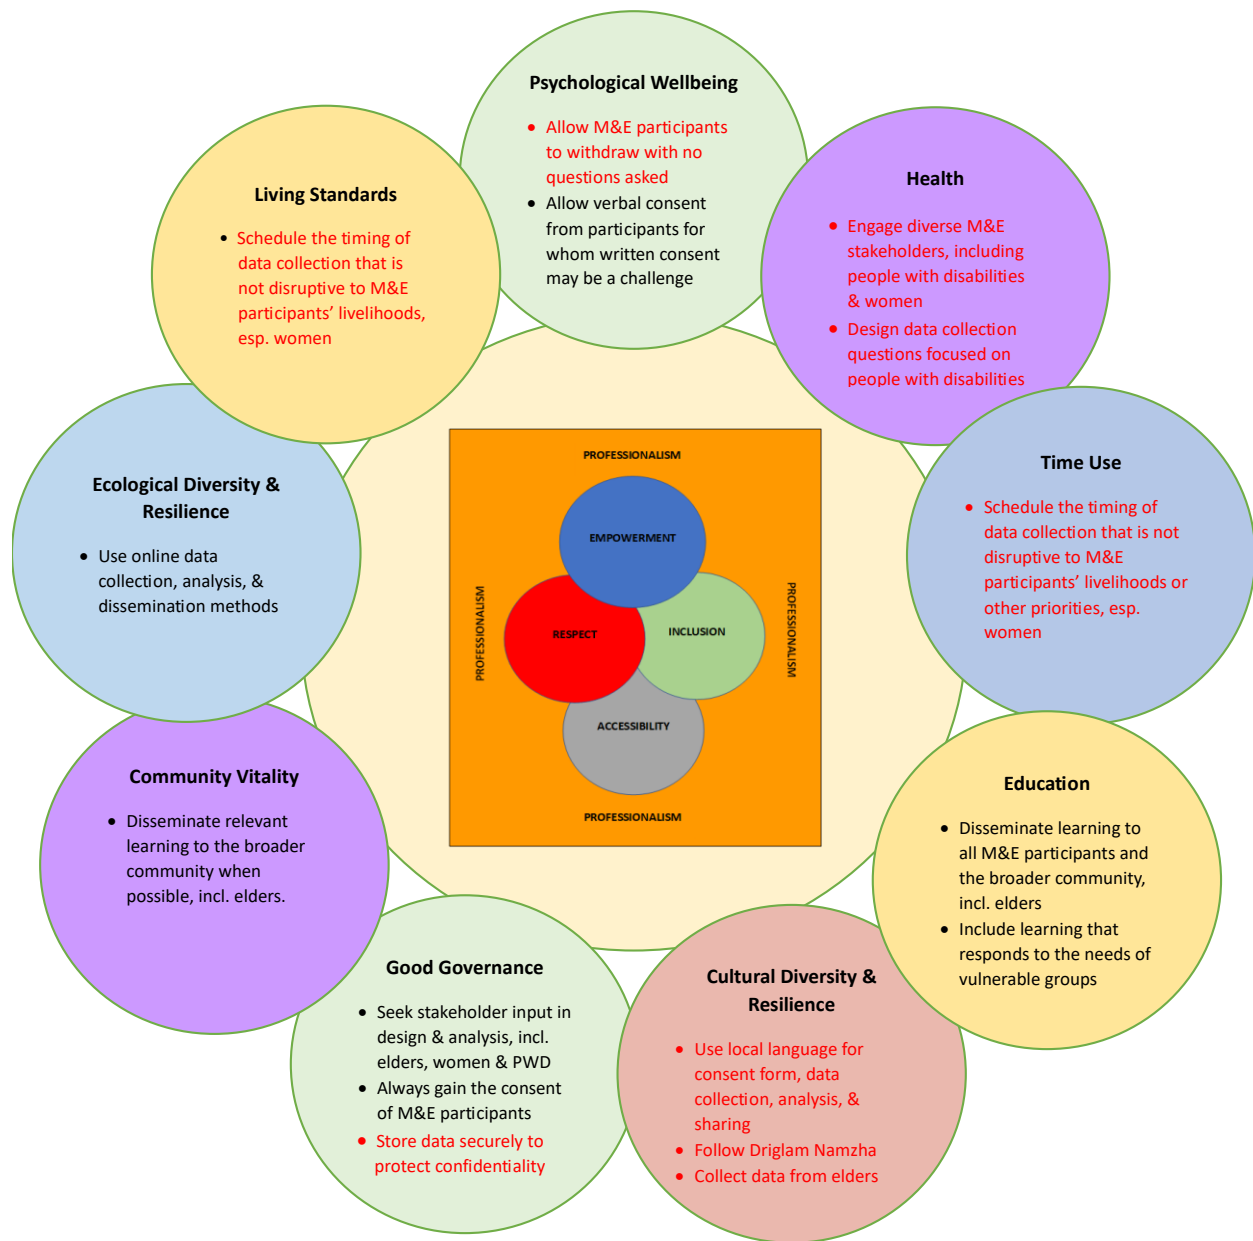 Psychological Wellbeing
• Allow M&E participants
to withdraw with no
questions asked
• Allow verbal consent
from participants for
whom written consent
may be a challenge
Health
• Engage diverse M&E
stakeholders, including
people with disabilities
& women
• Design data collection
questions focused on
people with disabilities
Time Use
• Schedule the timing of
data collection that is not
disruptive to M&E
participants’ livelihoods or
other priorities, esp.
women
Education
• Disseminate learning to
all M&E participants and
the broader community,
incl. elders
• Include learning that
responds to the needs of
vulnerable groups
Cultural Diversity &
Resilience
• Use local language for
consent form, data
collection, analysis, &
sharing
• Follow Driglam Namzha
• Collect data from elders
Good Governance
• Seek stakeholder input in
design & analysis, incl.
elders, women & PWD
• Always gain the consent
of M&E participants
• Store data securely to
protect confidentiality
Community Vitality
• Disseminate relevant
learning to the broader
community when
possible, incl. elders.
Ecological Diversity &
Resilience
• Use online data
collection, analysis, &
dissemination methods
Living Standards
• Schedule the timing of
data collection that is
not disruptive to M&E
participants’ livelihoods,
esp. women
PROFESSIONALISM
EMPOWERMENT
PROFESSIONALISM
RESPECT
INCLUSION
PROFESSIONALISM
ACCESSIBILITY
PROFESSIONALISM